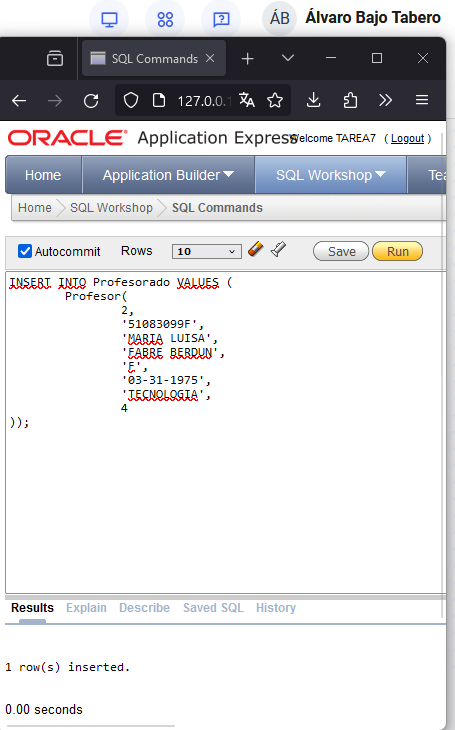 ÁB Álvaro Bajo Tabero
SQL Commands
127.0.0.1
ORACLE Application Express Welcome TAREA7 ( Logout )
Home Application Builder SQL Workshop
Home SQL Workshop SQL Commands
Autocommit Rows 10 Save Run
INSERT INTO Profesorado VALUES (
Profesor(
2,
'51083099F',
'MARIA LUISA',
'FABRE BERDUN',
'F',
'03-31-1975',
'TECNOLOGIA',
4
));
Results Explain Describe Saved SQL History
1 row(s) inserted.
0.00 seconds